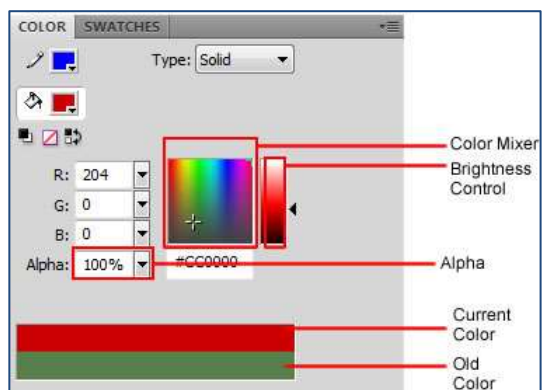 COLOR SWATCHES
Type: Solid
Color Mixer
Brightness
Control
R: 204
G: 0
B: 0
Alpha: 100% #CC0000
Alpha
Current
Color
Old
Color